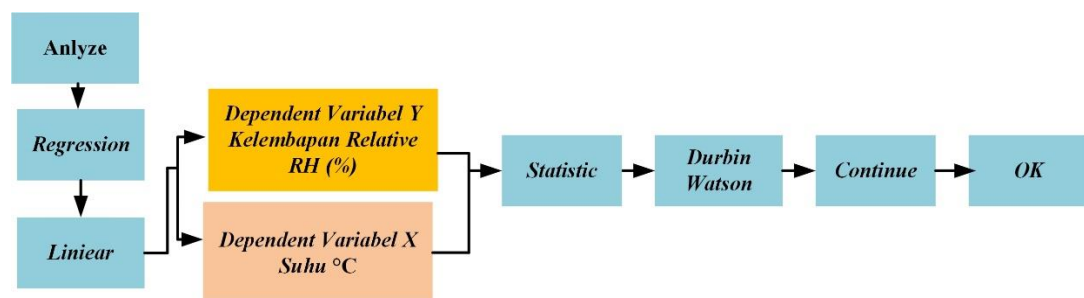 Anlyze
Regression
Liniear
Dependent Variabel Y
Kelembapan Relative
RH (%)
Dependent Variabel X
Suhu °C
Statistic
Durbin
Watson
Continue
OK